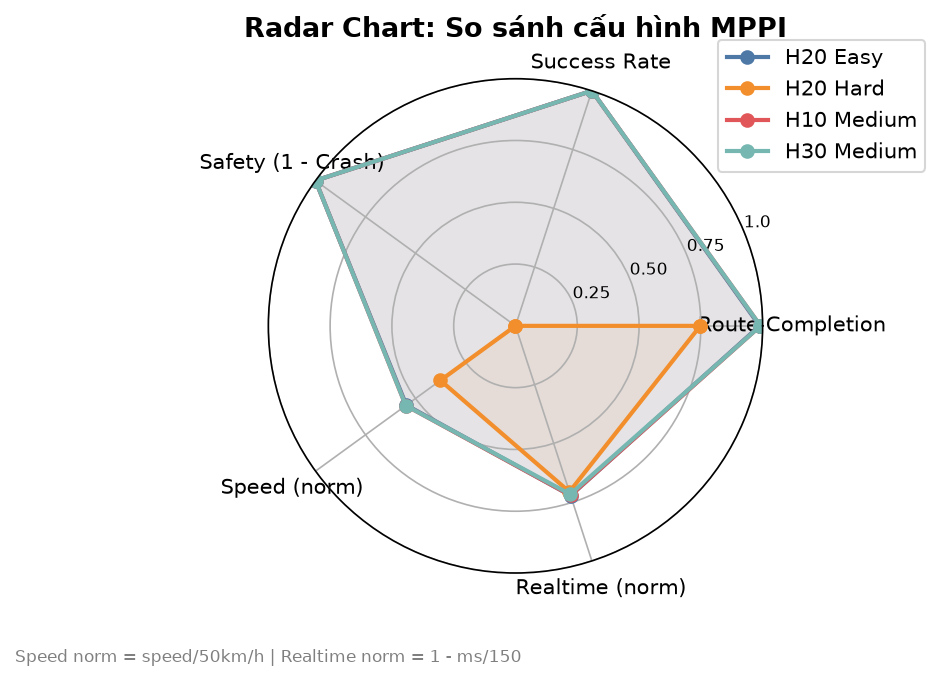 Radar Chart: So sánh cấu hình MPPI
H20 Easy
H20 Hard
H10 Medium
H30 Medium
Success Rate
Safety (1 - Crash)
1.0
0.75
0.50
0.25
Route Completion
Speed (norm)
Realtime (norm)
Speed norm = speed/50km/h | Realtime norm = 1 - ms/150